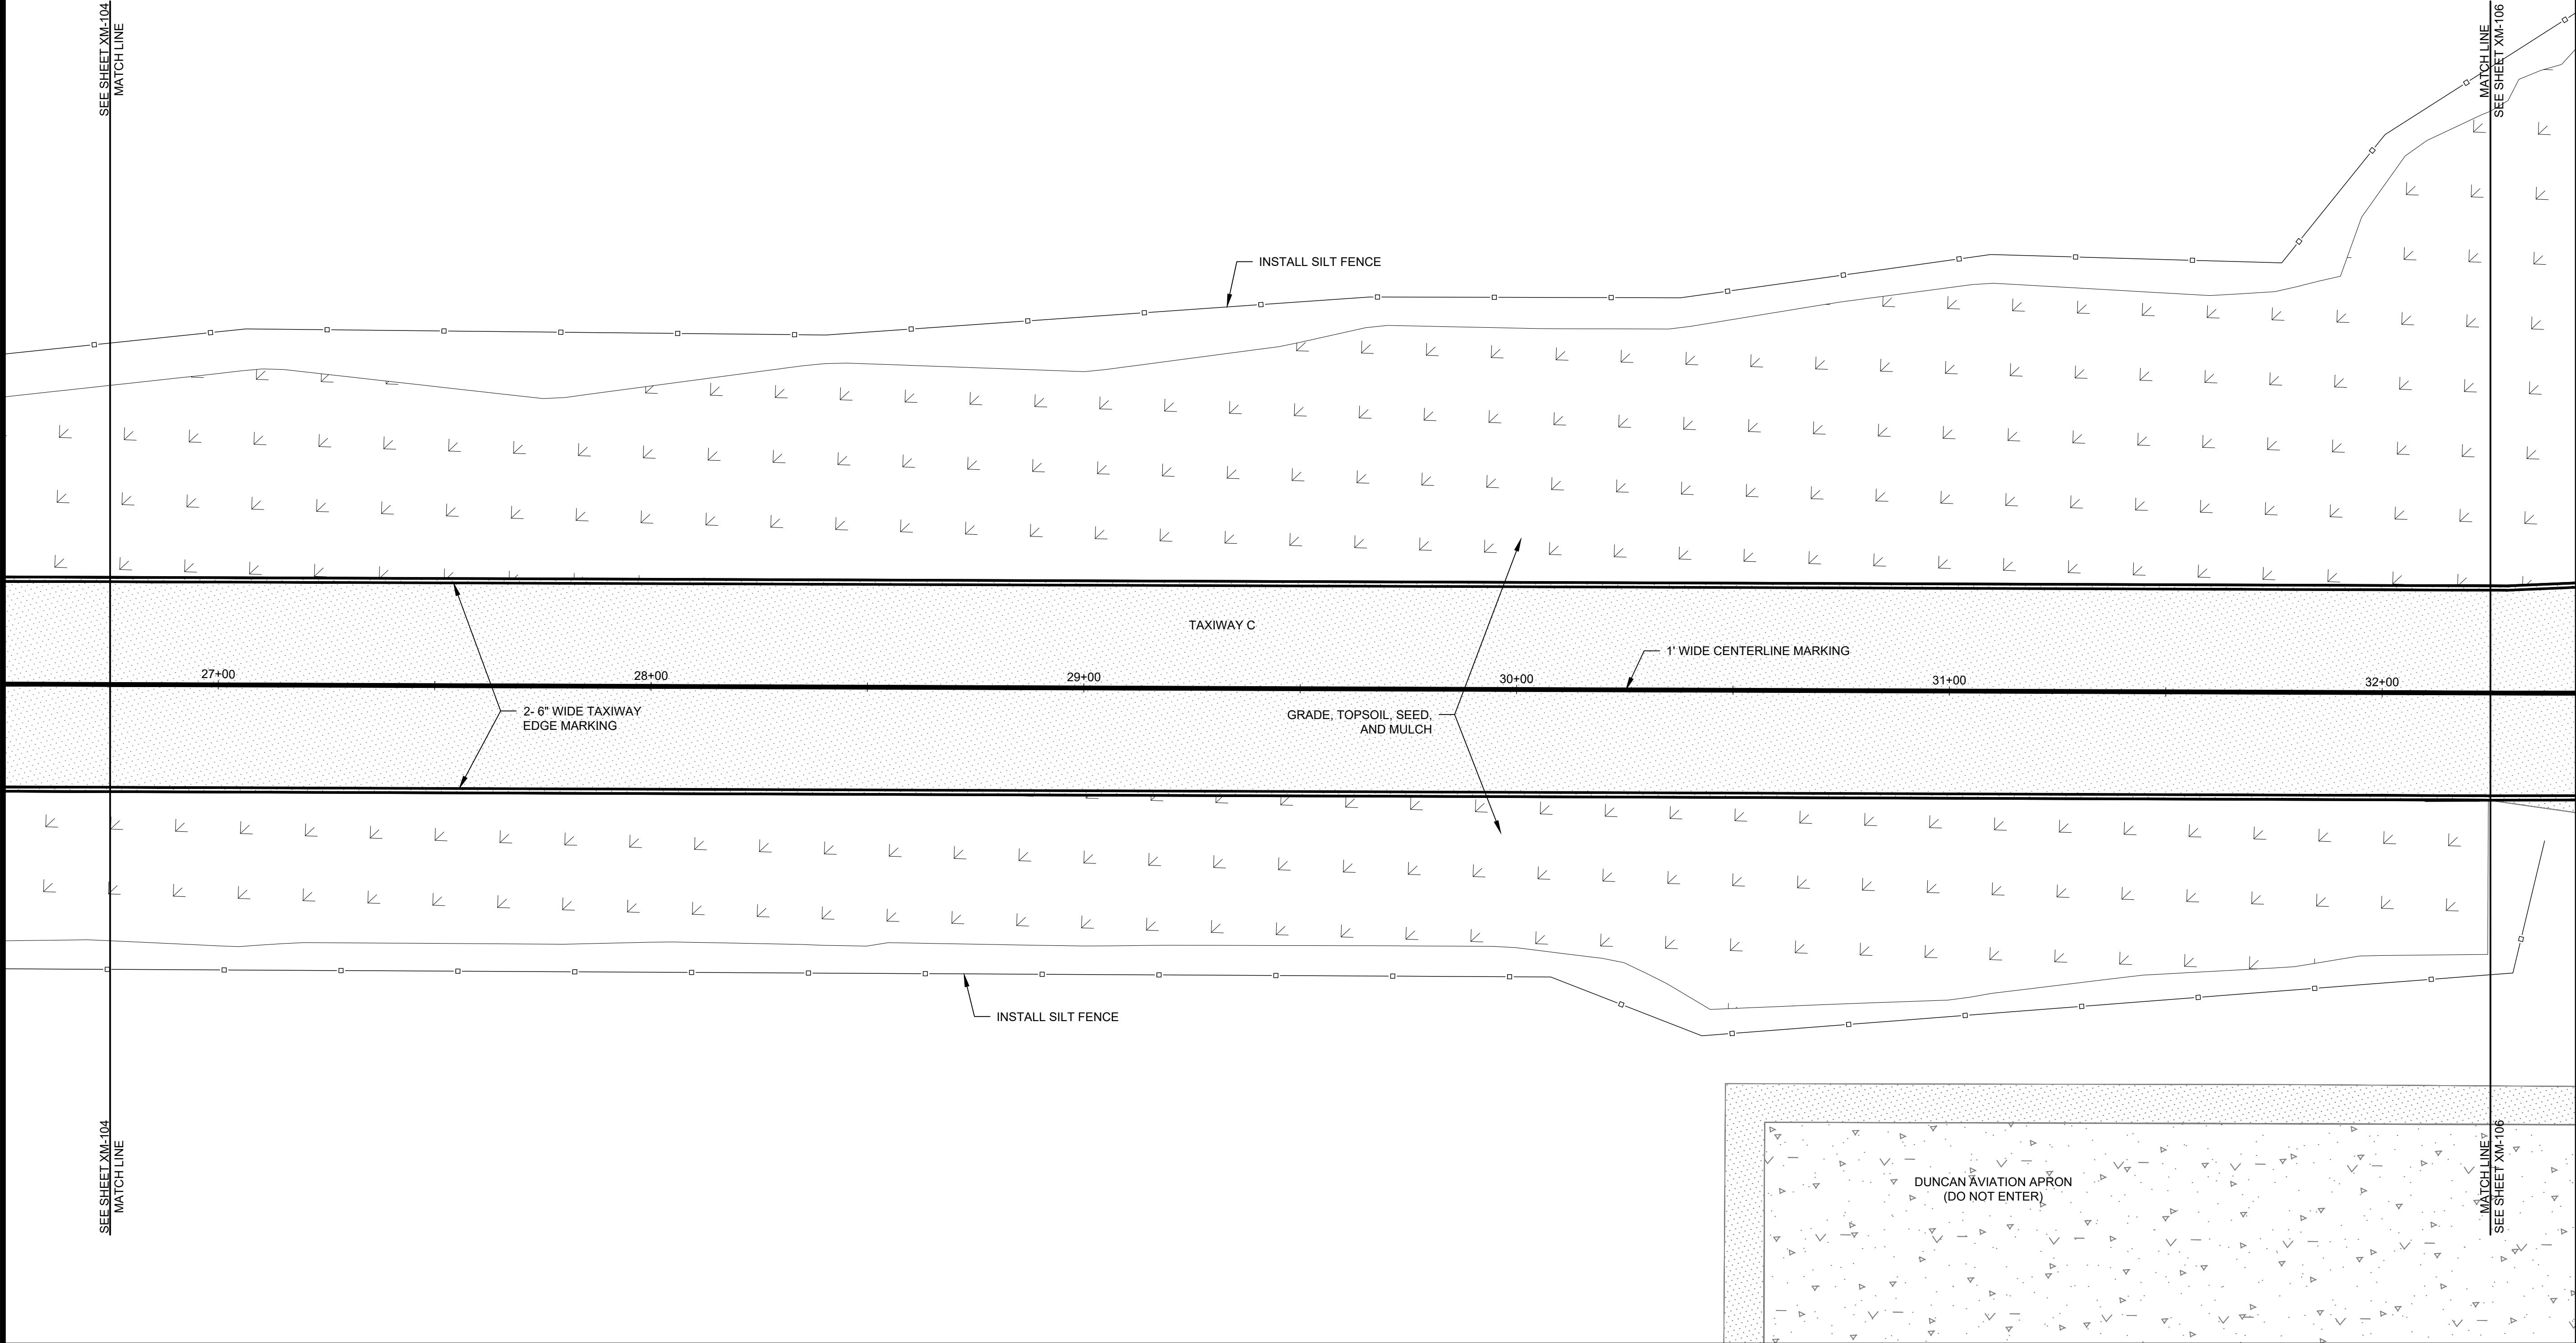 SEE SHEET XM-104
MATCH LINE
MATCH LINE
SEE SHEET XM-106
INSTALL SILT FENCE
TAXIWAY C
1' WIDE CENTERLINE MARKING
27+00
28+00
29+00
30+00
31+00
32+00
2- 6" WIDE TAXIWAY
EDGE MARKING
GRADE, TOPSOIL, SEED,
AND MULCH
INSTALL SILT FENCE
SEE SHEET XM-104
MATCH LINE
DUNCAN AVIATION APRON
(DO NOT ENTER)
MATCH LINE
SEE SHEET XM-106